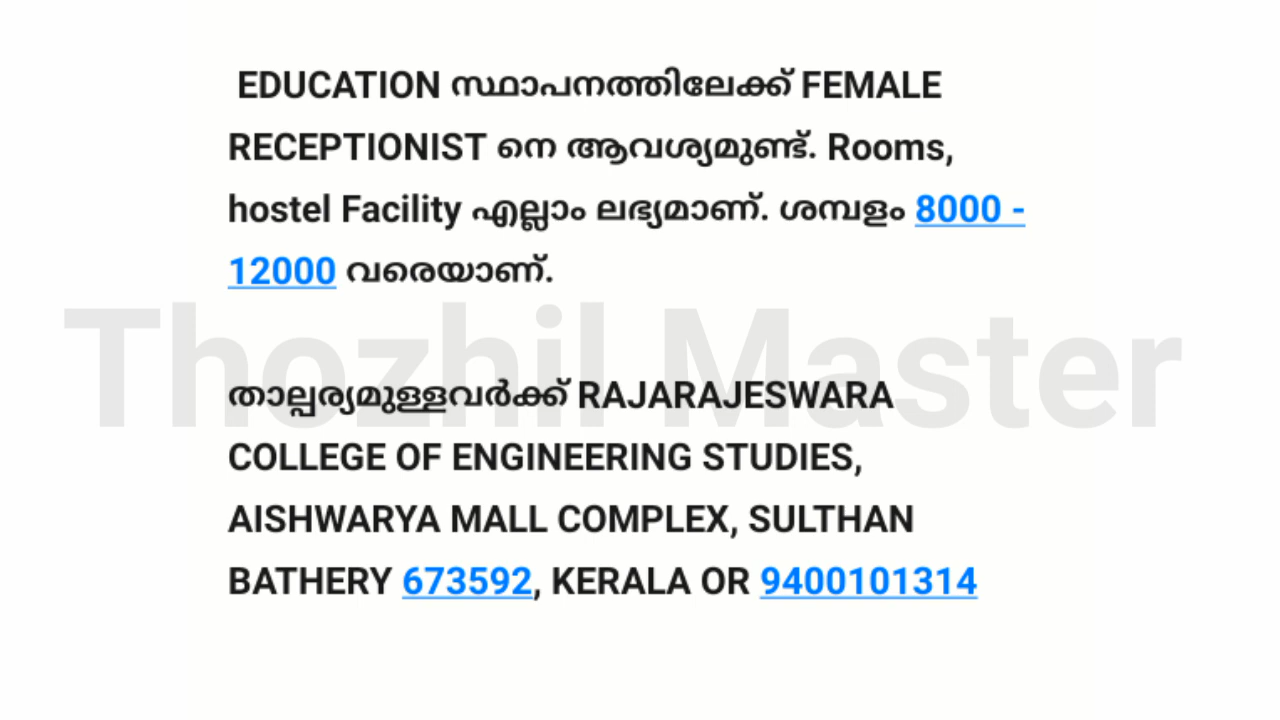 EDUCATION സ്ഥാപനത്തിലേക്ക് FEMALE
RECEPTIONIST നെ ആവശ്യമുണ്ട്. Rooms,
hostel Facility എല്ലാം ലഭ്യമാണ്. ശമ്പളം 8000 -
12000 വരെയാണ്.
Thozhil Master
താല്പര്യമുള്ളവർക്ക് RAJARAJESWARA
COLLEGE OF ENGINEERING STUDIES,
AISHWARYA MALL COMPLEX, SULTHAN
BATHERY 673592, KERALA OR 9400101314